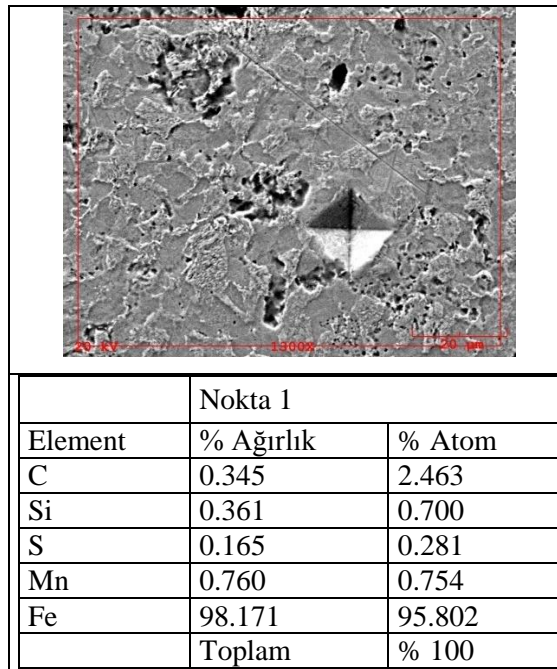 20 kV 1300X 20 µm
Nokta 1
Element % Ağırlık % Atom
C 0.345 2.463
Si 0.361 0.700
S 0.165 0.281
Mn 0.760 0.754
Fe 98.171 95.802
Toplam % 100